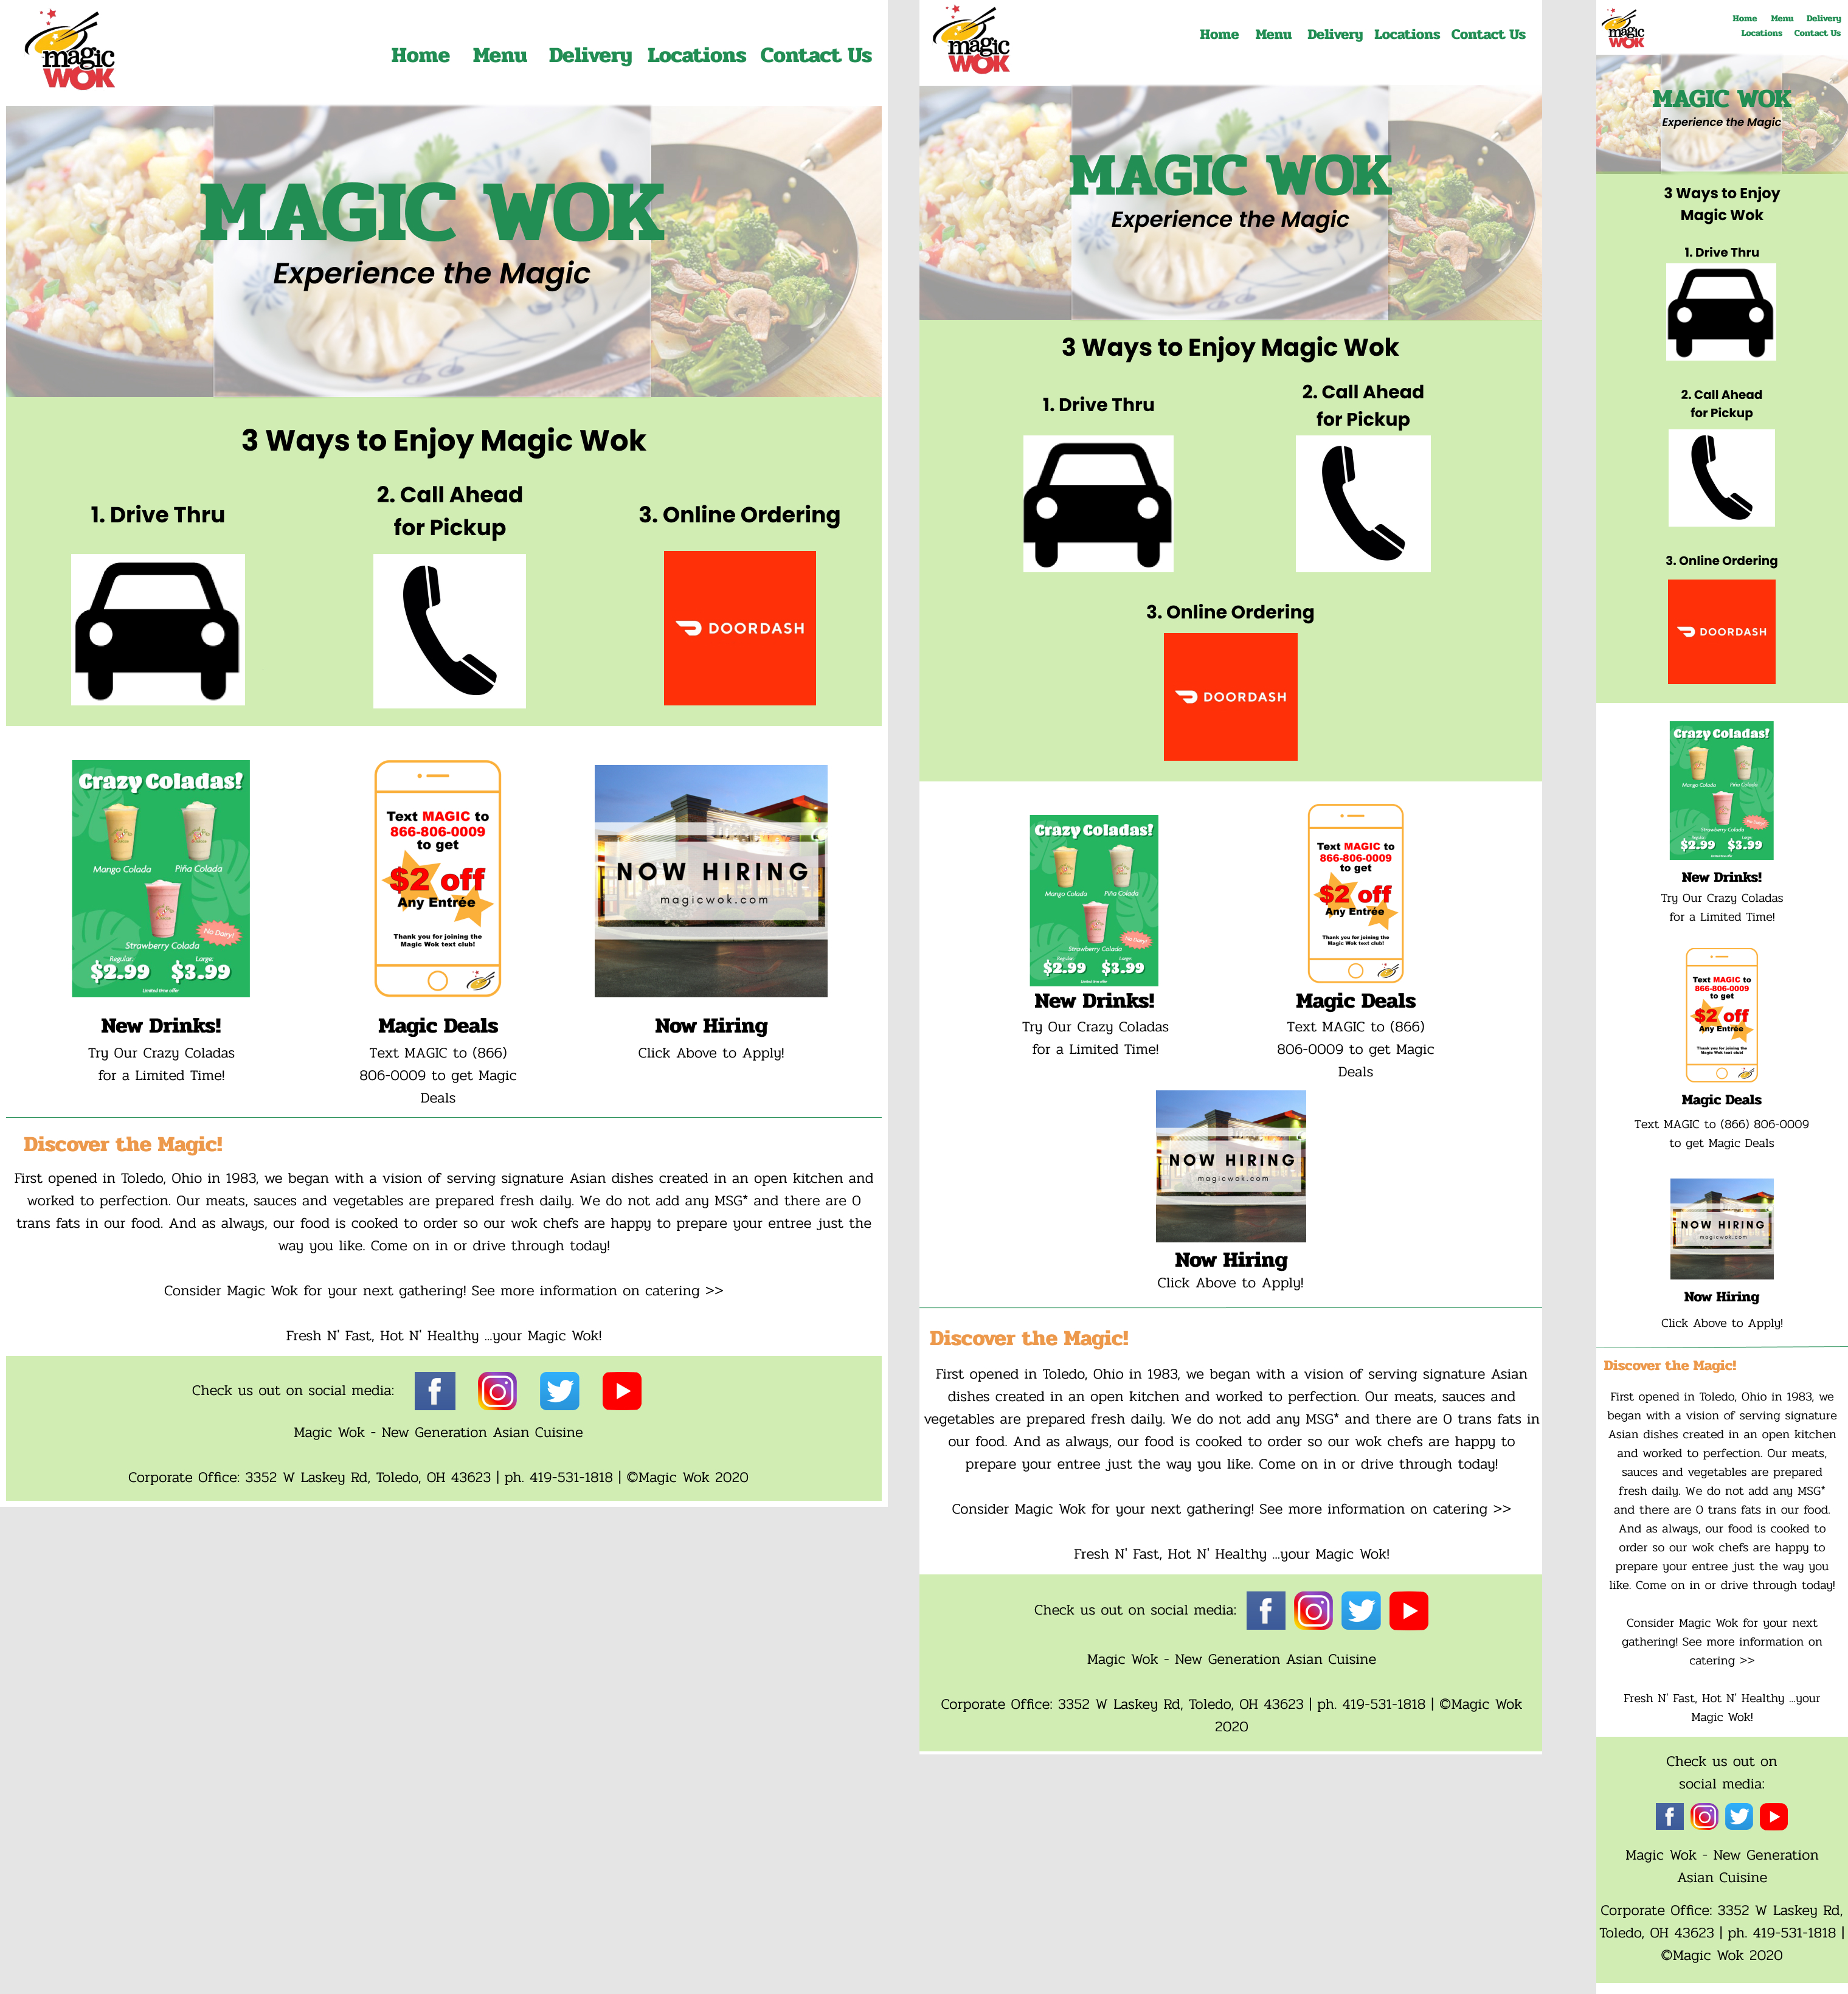 magic
WOK
Home Menu Delivery Locations Contact Us
MAGIC WOK
Experience the Magic
3 Ways to Enjoy Magic Wok
1. Drive Thru
2. Call Ahead
for Pickup
3. Online Ordering
DOORDASH
Crazy Coladas!
Mango Colada
Piña Colada
Strawberry Colada
No Dairy!
Regular:
Large:
$2.99 $3.99
Limited time offer
Text MAGIC to
866-806-0009
to get
$2 off
Any Entrée
Thank you for joining the
Magic Wok text club!
NOW HIRING
magicwok.com
New Drinks!
Try Our Crazy Coladas
for a Limited Time!
Magic Deals
Text MAGIC to (866)
806-0009 to get Magic
Deals
Now Hiring
Click Above to Apply!
Discover the Magic!
First opened in Toledo, Ohio in 1983, we began with a vision of serving signature Asian dishes created in an open kitchen and
worked to perfection. Our meats, sauces and vegetables are prepared fresh daily. We do not add any MSG* and there are 0
trans fats in our food. And as always, our food is cooked to order so our wok chefs are happy to prepare your entree just the
way you like. Come on in or drive through today!
Consider Magic Wok for your next gathering! See more information on catering >>
Fresh N' Fast, Hot N' Healthy ...your Magic Wok!
Check us out on social media:
Magic Wok - New Generation Asian Cuisine
Corporate Office: 3352 W Laskey Rd, Toledo, OH 43623 | ph. 419-531-1818 | ©Magic Wok 2020
magic
WOK
Home Menu Delivery Locations Contact Us
MAGIC WOK
Experience the Magic
3 Ways to Enjoy Magic Wok
1. Drive Thru
2. Call Ahead
for Pickup
3. Online Ordering
DOORDASH
Crazy Coladas!
Mango Colada
Piña Colada
Strawberry Colada
No Dairy!
Regular:
Large:
$2.99 $3.99
Limited time offer
Text MAGIC to
866-806-0009
to get
$2 off
Any Entrée
Thank you for joining the
Magic Wok text club!
New Drinks!
Try Our Crazy Coladas
for a Limited Time!
Magic Deals
Text MAGIC to (866)
806-0009 to get Magic
Deals
NOW HIRING
magicwok.com
Now Hiring
Click Above to Apply!
Discover the Magic!
First opened in Toledo, Ohio in 1983, we began with a vision of serving signature Asian
dishes created in an open kitchen and worked to perfection. Our meats, sauces and
vegetables are prepared fresh daily. We do not add any MSG* and there are 0 trans fats in
our food. And as always, our food is cooked to order so our wok chefs are happy to
prepare your entree just the way you like. Come on in or drive through today!
Consider Magic Wok for your next gathering! See more information on catering >>
Fresh N' Fast, Hot N' Healthy ...your Magic Wok!
Check us out on social media:
Magic Wok - New Generation Asian Cuisine
Corporate Office: 3352 W Laskey Rd, Toledo, OH 43623 | ph. 419-531-1818 | ©Magic Wok
2020
magic
WOK
Home Menu Delivery
Locations Contact Us
MAGIC WOK
Experience the Magic
3 Ways to Enjoy
Magic Wok
1. Drive Thru
2. Call Ahead
for Pickup
3. Online Ordering
DOORDASH
Crazy Coladas!
Mango Colada
Piña Colada
Strawberry Colada
No Dairy!
Regular:
Large:
$2.99 $3.99
Limited time offer
New Drinks!
Try Our Crazy Coladas
for a Limited Time!
Text MAGIC to
866-806-0009
to get
$2 off
Any Entrée
Thank you for joining the
Magic Wok text club!
Magic Deals
Text MAGIC to (866) 806-0009
to get Magic Deals
NOW HIRING
magicwok.com
Now Hiring
Click Above to Apply!
Discover the Magic!
First opened in Toledo, Ohio in 1983, we
began with a vision of serving signature
Asian dishes created in an open kitchen
and worked to perfection. Our meats,
sauces and vegetables are prepared
fresh daily. We do not add any MSG*
and there are 0 trans fats in our food.
And as always, our food is cooked to
order so our wok chefs are happy to
prepare your entree just the way you
like. Come on in or drive through today!
Consider Magic Wok for your next
gathering! See more information on
catering >>
Fresh N' Fast, Hot N' Healthy ...your
Magic Wok!
Check us out on
social media:
Magic Wok - New Generation
Asian Cuisine
Corporate Office: 3352 W Laskey Rd,
Toledo, OH 43623 | ph. 419-531-1818 |
©Magic Wok 2020